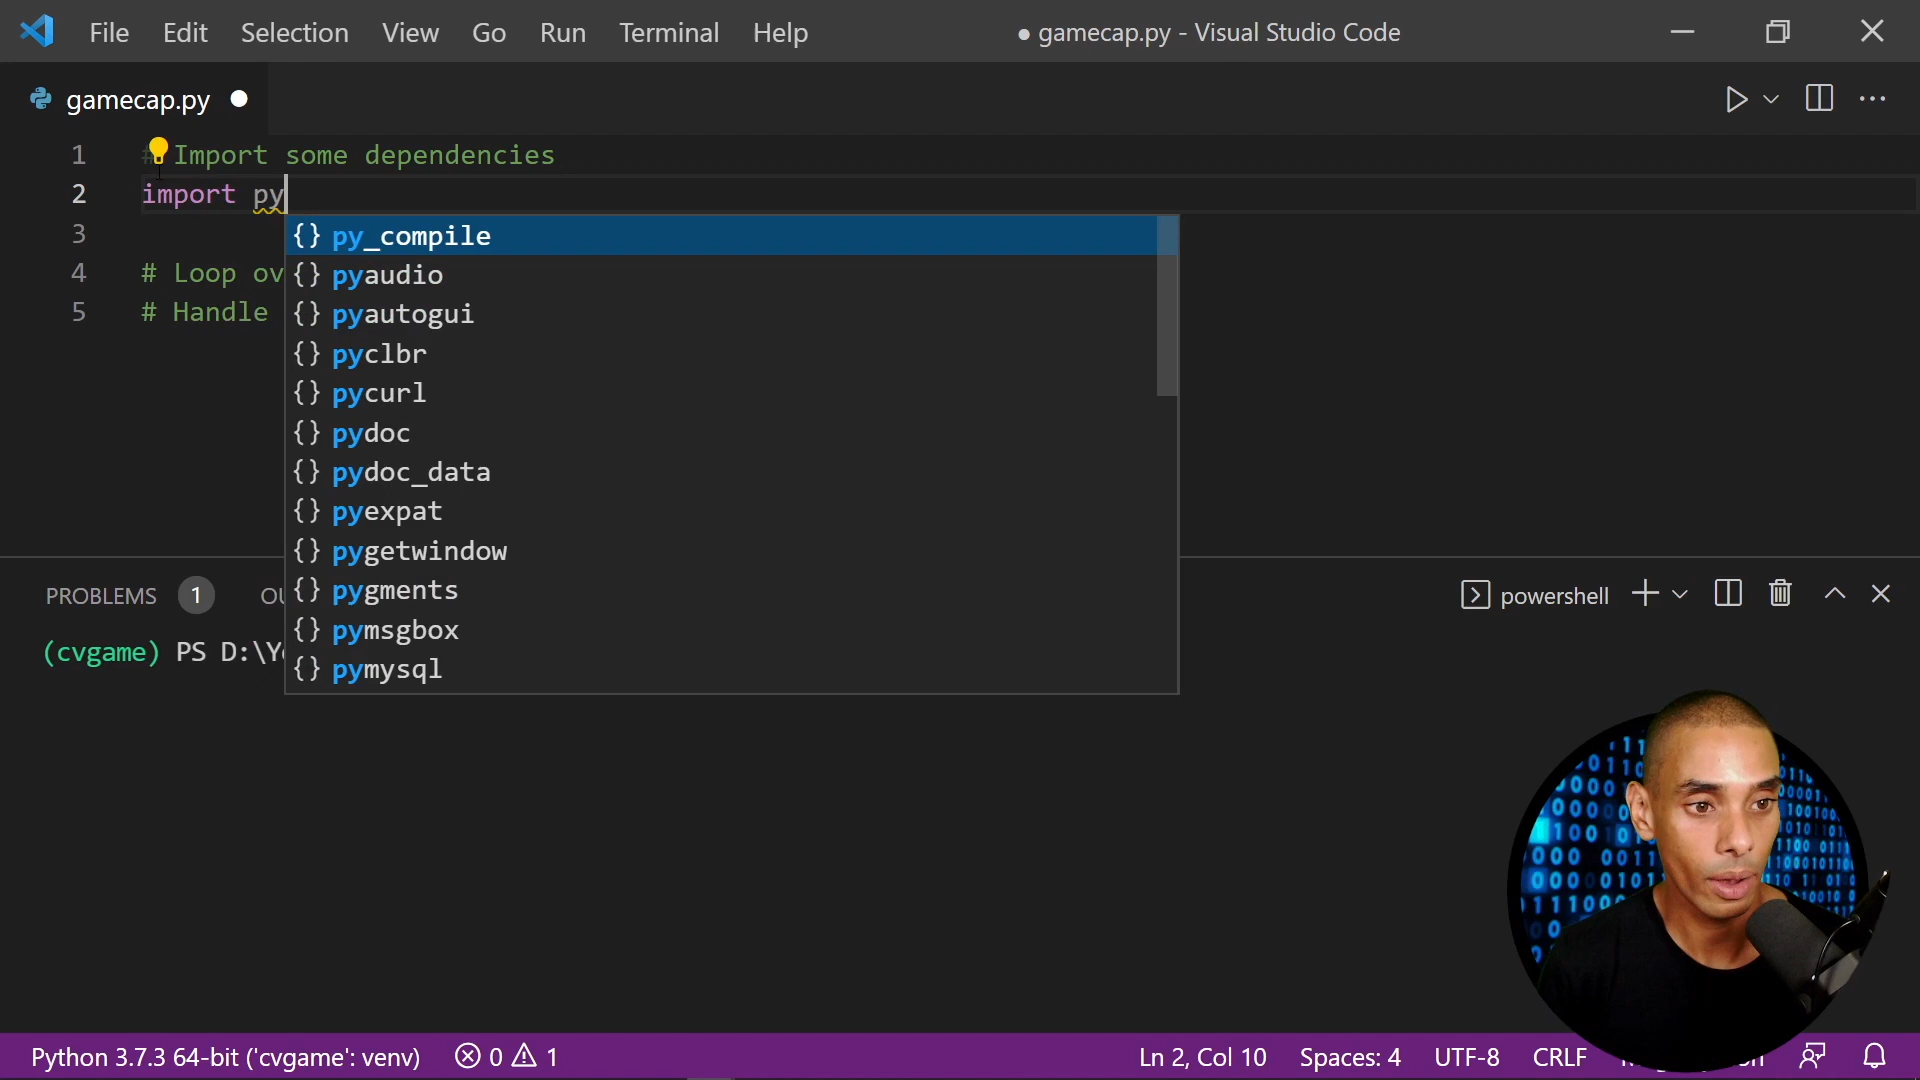 File Edit Selection View Go Run Terminal Help ● gamecap.py - Visual Studio Code
gamecap.py ●
1 # Import some dependencies
2 import py
3 {} py_compile
4 # Loop ov {} pyaudio
5 # Handle {} pyautogui
{} pyclbr
{} pycurl
{} pydoc
{} pydoc_data
{} pyexpat
{} pygetwindow
PROBLEMS 1 OU {} pygments powershell
{} pymsgbox
(cvgame) PS D:\Yo {} pymysql
Python 3.7.3 64-bit ('cvgame': venv) 0 1 Ln 2, Col 10 Spaces: 4 UTF-8 CRLF